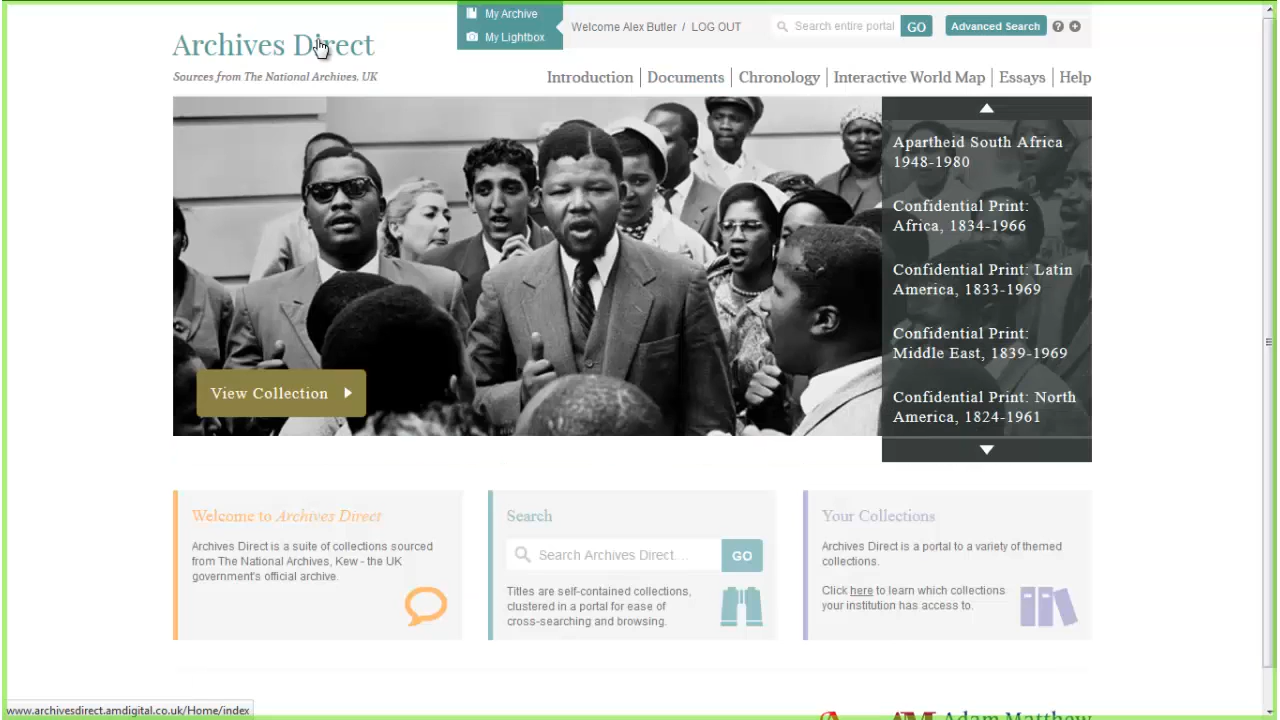 My Archive
My Lightbox
Welcome Alex Butler / LOG OUT
Search entire portal
GO
Advanced Search
Archives Direct
Sources from The National Archives, UK
Introduction
Documents
Chronology
Interactive World Map
Essays
Help
Apartheid South Africa
1948-1980
Confidential Print:
Africa, 1834-1966
Confidential Print: Latin
America, 1833-1969
Confidential Print:
Middle East, 1839-1969
Confidential Print: North
America, 1824-1961
View Collection
Welcome to Archives Direct
Archives Direct is a suite of collections sourced
from The National Archives, Kew - the UK
government's official archive.
Search
Search Archives Direct...
GO
Titles are self-contained collections,
clustered in a portal for ease of
cross-searching and browsing.
Your Collections
Archives Direct is a portal to a variety of themed
collections.
Click here to learn which collections
your institution has access to.
www.archivesdirect.amdigital.co.uk/Home/index
Adam Matthew